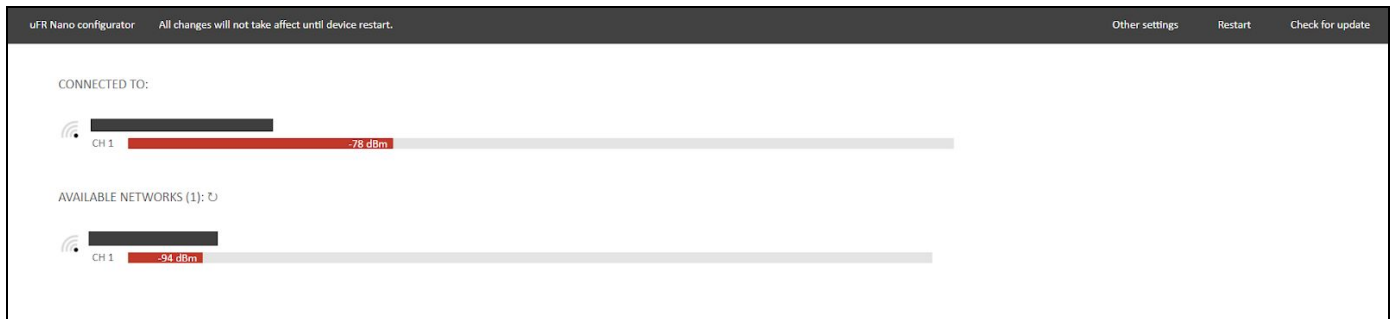 uFR Nano configurator All changes will not take affect until device restart. Other settings Restart Check for update
CONNECTED TO:
CH 1 -78 dBm
AVAILABLE NETWORKS (1): ↻
CH 1 -94 dBm